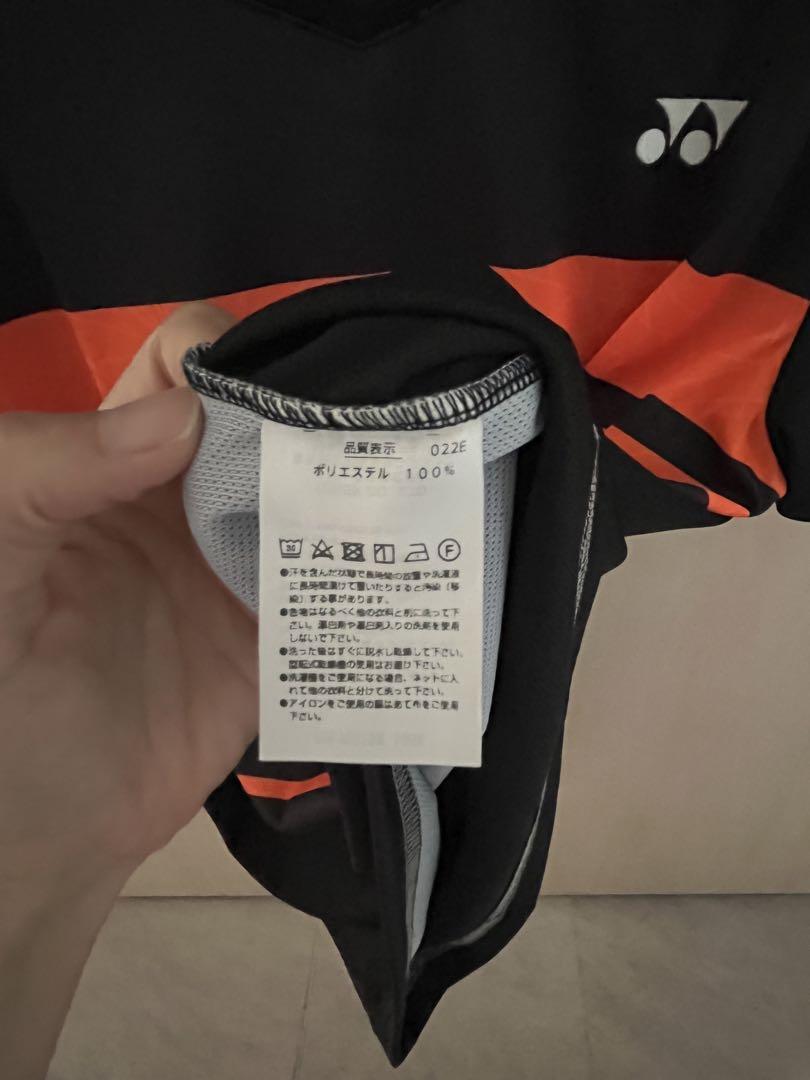 品質表示 022E
ポリエステル 100%
30 F
●汗を含んだ状態で長時間の放置や洗濯液
に長時間漬けて置いたりすると汚染（移
染）する事があります。
●色物はなるべく他の衣料と別に洗って下
さい。漂白剤や蛍白剤入りの洗剤を使用
しないで下さい。
●洗った後はすぐに脱水し乾燥して下さい。
回転式乾燥機の使用はお避け下さい。
●洗濯機をご使用になる場合、ネットに入
れて他の衣料と分けて洗って下さい。
●アイロンをご使用の際はあて布をご使用
下さい。